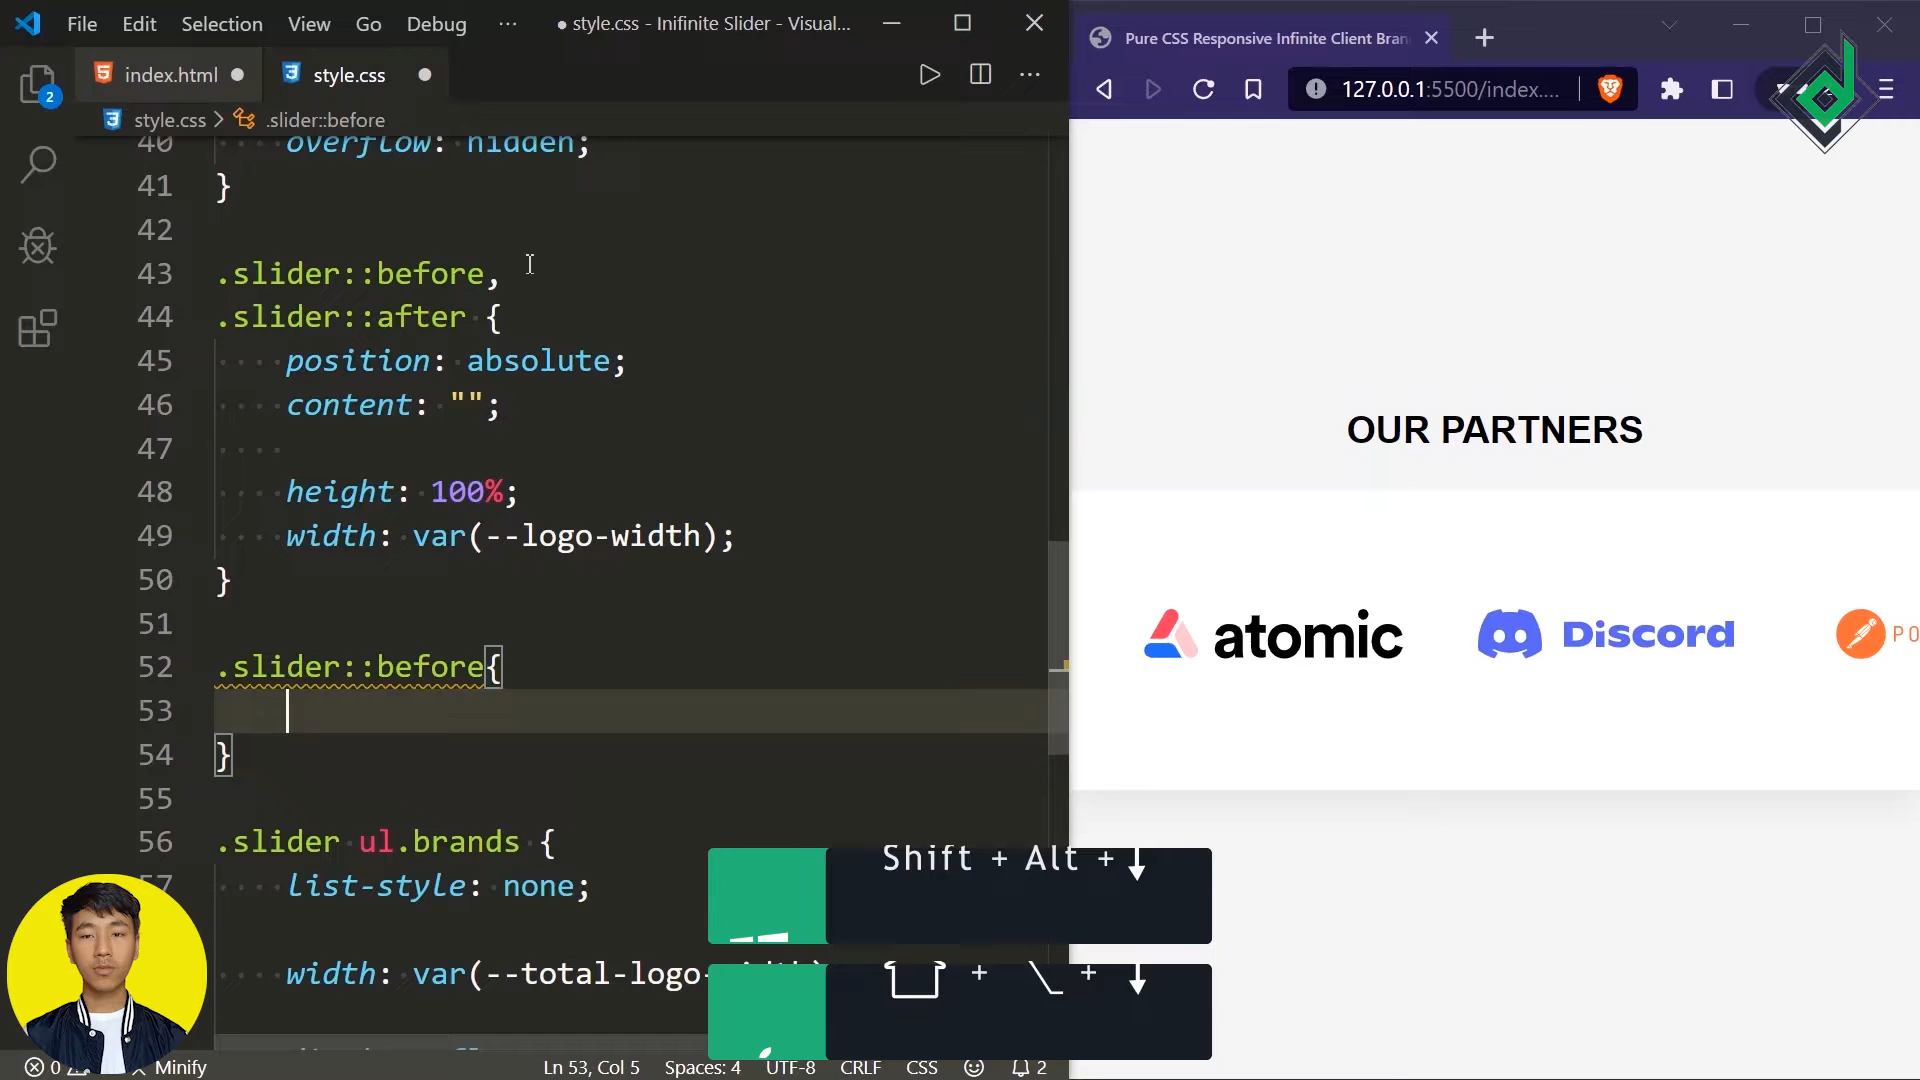 File Edit Selection View Go Debug ··· ● style.css - Inifinite Slider - Visual...
index.html ● style.css ●
style.css > .slider::before
2
40 overflow: hidden;
41 }
42
43 .slider::before,
44 .slider::after {
45 position: absolute;
46 content: "";
47
48 height: 100%;
49 width: var(--logo-width);
50 }
51
52 .slider::before{
53
54 }
55
56 .slider ul.brands {
57 list-style: none;
width: var(--total-logo-
Shift + Alt + ↓
+ ⌥ + ↓
0 Minify Ln 53, Col 5 Spaces: 4 UTF-8 CRLF CSS 2
Pure CSS Responsive Infinite Client Bran
127.0.0.1:5500/index....
OUR PARTNERS
atomic Discord PO